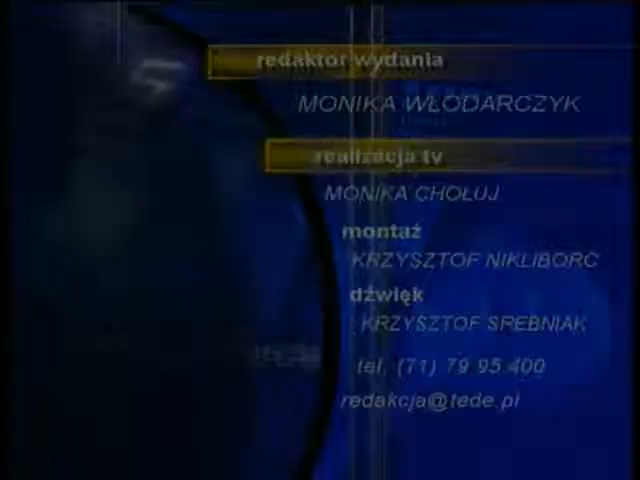 redaktor wydania
MONIKA WŁODARCZYK
realizacja tv
MONIKA CHOŁUJ
montaż
KRZYSZTOF NIKLIBORC
dźwięk
KRZYSZTOF SREBNIAK
tel. (71) 79 95 400
redakcja@tede.pl